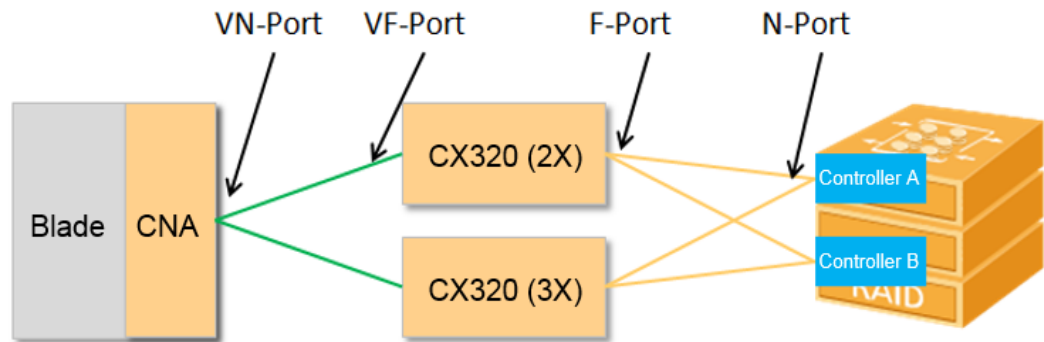 VN-Port VF-Port F-Port N-Port
Blade CNA
CX320 (2X)
CX320 (3X)
Controller A
Controller B
RAID